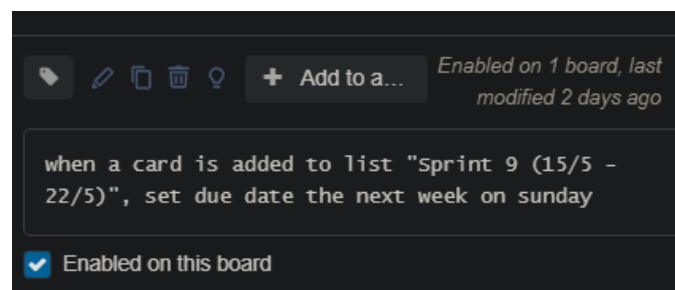 + Add to a...
Enabled on 1 board, last
modified 2 days ago
when a card is added to list "Sprint 9 (15/5 -
22/5)", set due date the next week on sunday
Enabled on this board